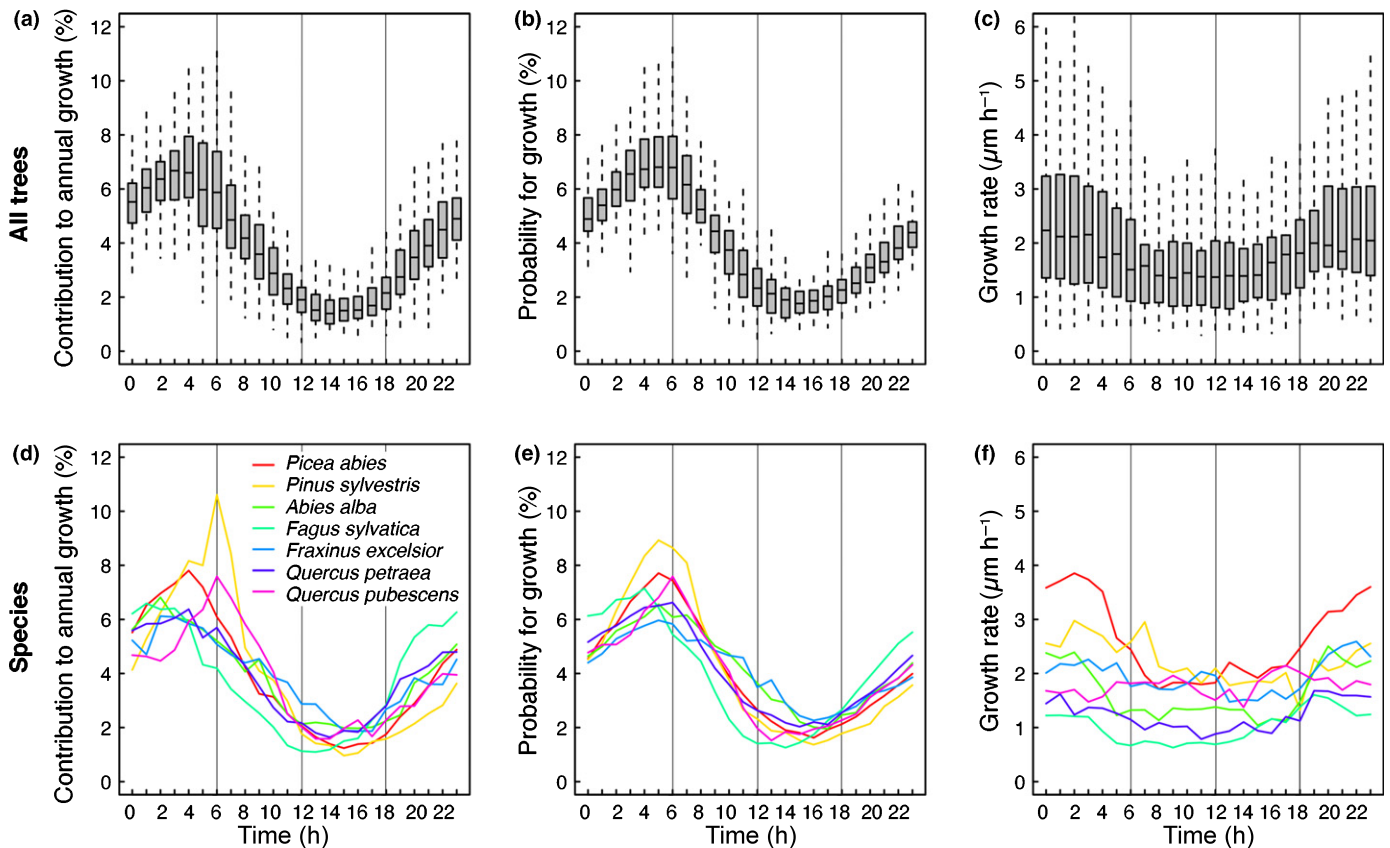 (a)
(b)
(c)
All trees
Contribution to annual growth (%)
12
10
8
6
4
2
0
0 2 4 6 8 10 12 14 16 18 20 22
Probability for growth (%)
12
10
8
6
4
2
0
0 2 4 6 8 10 12 14 16 18 20 22
Growth rate (µm h−1)
6
5
4
3
2
1
0
0 2 4 6 8 10 12 14 16 18 20 22
(d)
(e)
(f)
Species
Contribution to annual growth (%)
12
10
8
6
4
2
0
Picea abies
Pinus sylvestris
Abies alba
Fagus sylvatica
Fraxinus excelsior
Quercus petraea
Quercus pubescens
0 2 4 6 8 10 12 14 16 18 20 22
Time (h)
Probability for growth (%)
12
10
8
6
4
2
0
0 2 4 6 8 10 12 14 16 18 20 22
Time (h)
Growth rate (µm h−1)
6
5
4
3
2
1
0
0 2 4 6 8 10 12 14 16 18 20 22
Time (h)